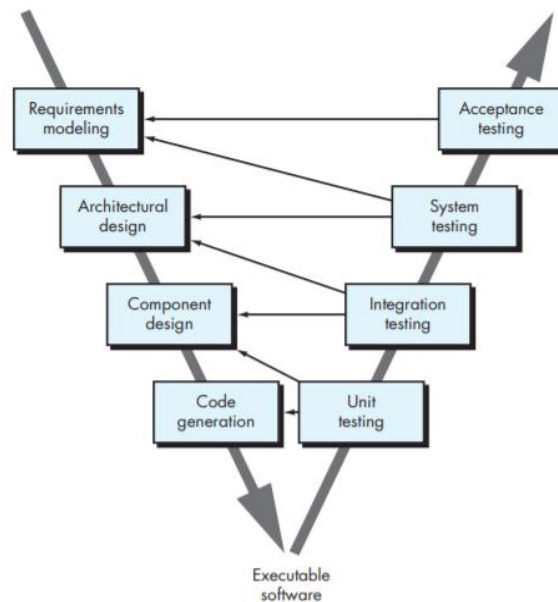 Requirements
modeling
Acceptance
testing
Architectural
design
System
testing
Component
design
Integration
testing
Code
generation
Unit
testing
Executable
software